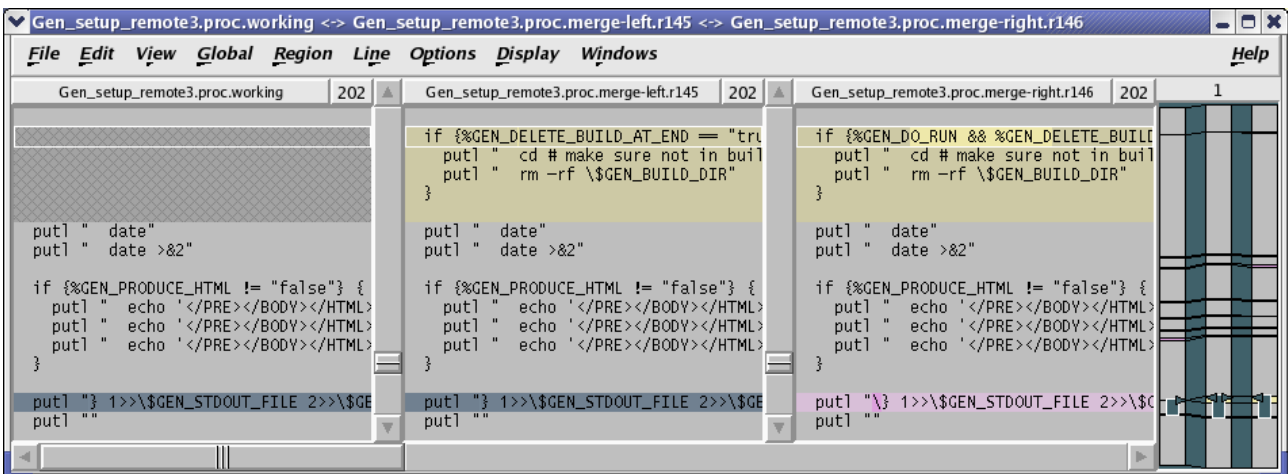 Gen_setup_remote3.proc.working <-> Gen_setup_remote3.proc.merge-left.r145 <-> Gen_setup_remote3.proc.merge-right.r146
File Edit View Global Region Line Options Display Windows Help
Gen_setup_remote3.proc.working 202 Gen_setup_remote3.proc.merge-left.r145 202 Gen_setup_remote3.proc.merge-right.r146 202 1
putl " date"
putl " date >&2"
if {%GEN_PRODUCE_HTML != "false"} {
putl " echo '</PRE></BODY></HTML>
putl " echo '</PRE></BODY></HTML>
putl " echo '</PRE></BODY></HTML>
}
putl "} 1>>\$GEN_STDOUT_FILE 2>>\$GE
putl ""
if {%GEN_DELETE_BUILD_AT_END == "tru
putl " cd # make sure not in buil
putl " rm -rf \$GEN_BUILD_DIR"
}
putl " date"
putl " date >&2"
if {%GEN_PRODUCE_HTML != "false"} {
putl " echo '</PRE></BODY></HTML>
putl " echo '</PRE></BODY></HTML>
putl " echo '</PRE></BODY></HTML>
}
putl "} 1>>\$GEN_STDOUT_FILE 2>>\$GE
putl ""
if {%GEN_DO_RUN && %GEN_DELETE_BUILD
putl " cd # make sure not in buil
putl " rm -rf \$GEN_BUILD_DIR"
}
putl " date"
putl " date >&2"
if {%GEN_PRODUCE_HTML != "false"} {
putl " echo '</PRE></BODY></HTML>
putl " echo '</PRE></BODY></HTML>
putl " echo '</PRE></BODY></HTML>
}
putl "\} 1>>\$GEN_STDOUT_FILE 2>>\$G
putl ""